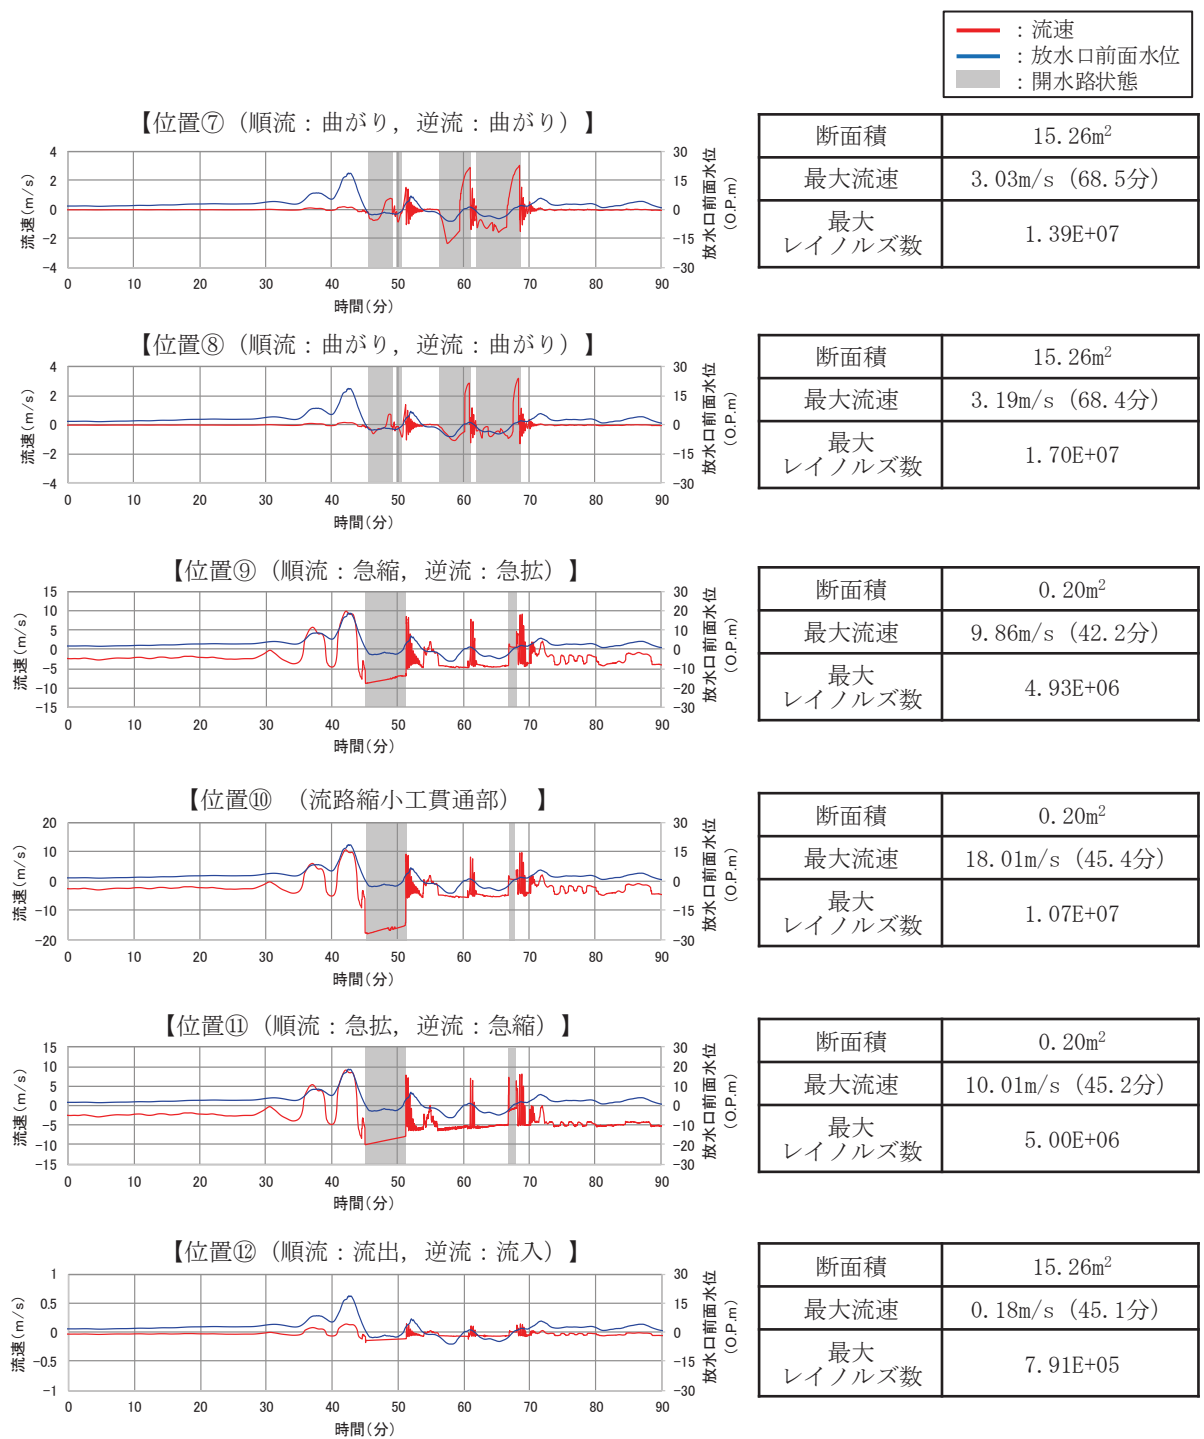 ：流速
：放水口前面水位
：開水路状態
【位置⑦（順流：曲がり，逆流：曲がり）】
4
2
0
-2
-4
流速(m/s)
30
15
0
-15
-30
放水口前面水位
(O.P.m)
0 10 20 30 40 50 60 70 80 90
時間(分)
断面積 15.26m²
最大流速 3.03m/s（68.5分）
最大
レイノルズ数 1.39E+07
【位置⑧（順流：曲がり，逆流：曲がり）】
4
2
0
-2
-4
流速(m/s)
30
15
0
-15
-30
放水口前面水位
(O.P.m)
0 10 20 30 40 50 60 70 80 90
時間(分)
断面積 15.26m²
最大流速 3.19m/s（68.4分）
最大
レイノルズ数 1.70E+07
【位置⑨（順流：急縮，逆流：急拡）】
15
10
5
0
-5
-10
-15
流速(m/s)
30
20
10
0
-10
-20
-30
放水口前面水位
(O.P.m)
0 10 20 30 40 50 60 70 80 90
時間(分)
断面積 0.20m²
最大流速 9.86m/s（42.2分）
最大
レイノルズ数 4.93E+06
【位置⑩ （流路縮小工貫通部） 】
20
10
0
-10
-20
流速(m/s)
30
15
0
-15
-30
放水口前面水位
(O.P.m)
0 10 20 30 40 50 60 70 80 90
時間(分)
断面積 0.20m²
最大流速 18.01m/s（45.4分）
最大
レイノルズ数 1.07E+07
【位置⑪（順流：急拡，逆流：急縮）】
15
10
5
0
-5
-10
-15
流速(m/s)
30
20
10
0
-10
-20
-30
放水口前面水位
(O.P.m)
0 10 20 30 40 50 60 70 80 90
時間(分)
断面積 0.20m²
最大流速 10.01m/s（45.2分）
最大
レイノルズ数 5.00E+06
【位置⑫（順流：流出，逆流：流入）】
1
0.5
0
-0.5
-1
流速(m/s)
30
15
0
-15
-30
放水口前面水位
(O.P.m)
0 10 20 30 40 50 60 70 80 90
時間(分)
断面積 15.26m²
最大流速 0.18m/s（45.1分）
最大
レイノルズ数 7.91E+05